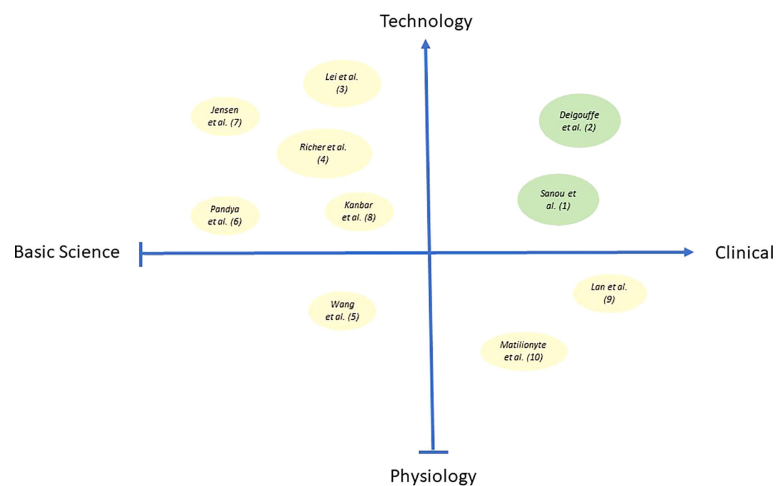 Technology
Lei et al.
(3)
Jensen
et al. (7)
Delgouffe
et al. (2)
Richer et al.
(4)
Pandya
et al. (6)
Kanbar
et al. (8)
Sanou et
al. (1)
Basic Science
Clinical
Lan et al.
(9)
Wang
et al. (5)
Matilionyte
et al. (10)
Physiology